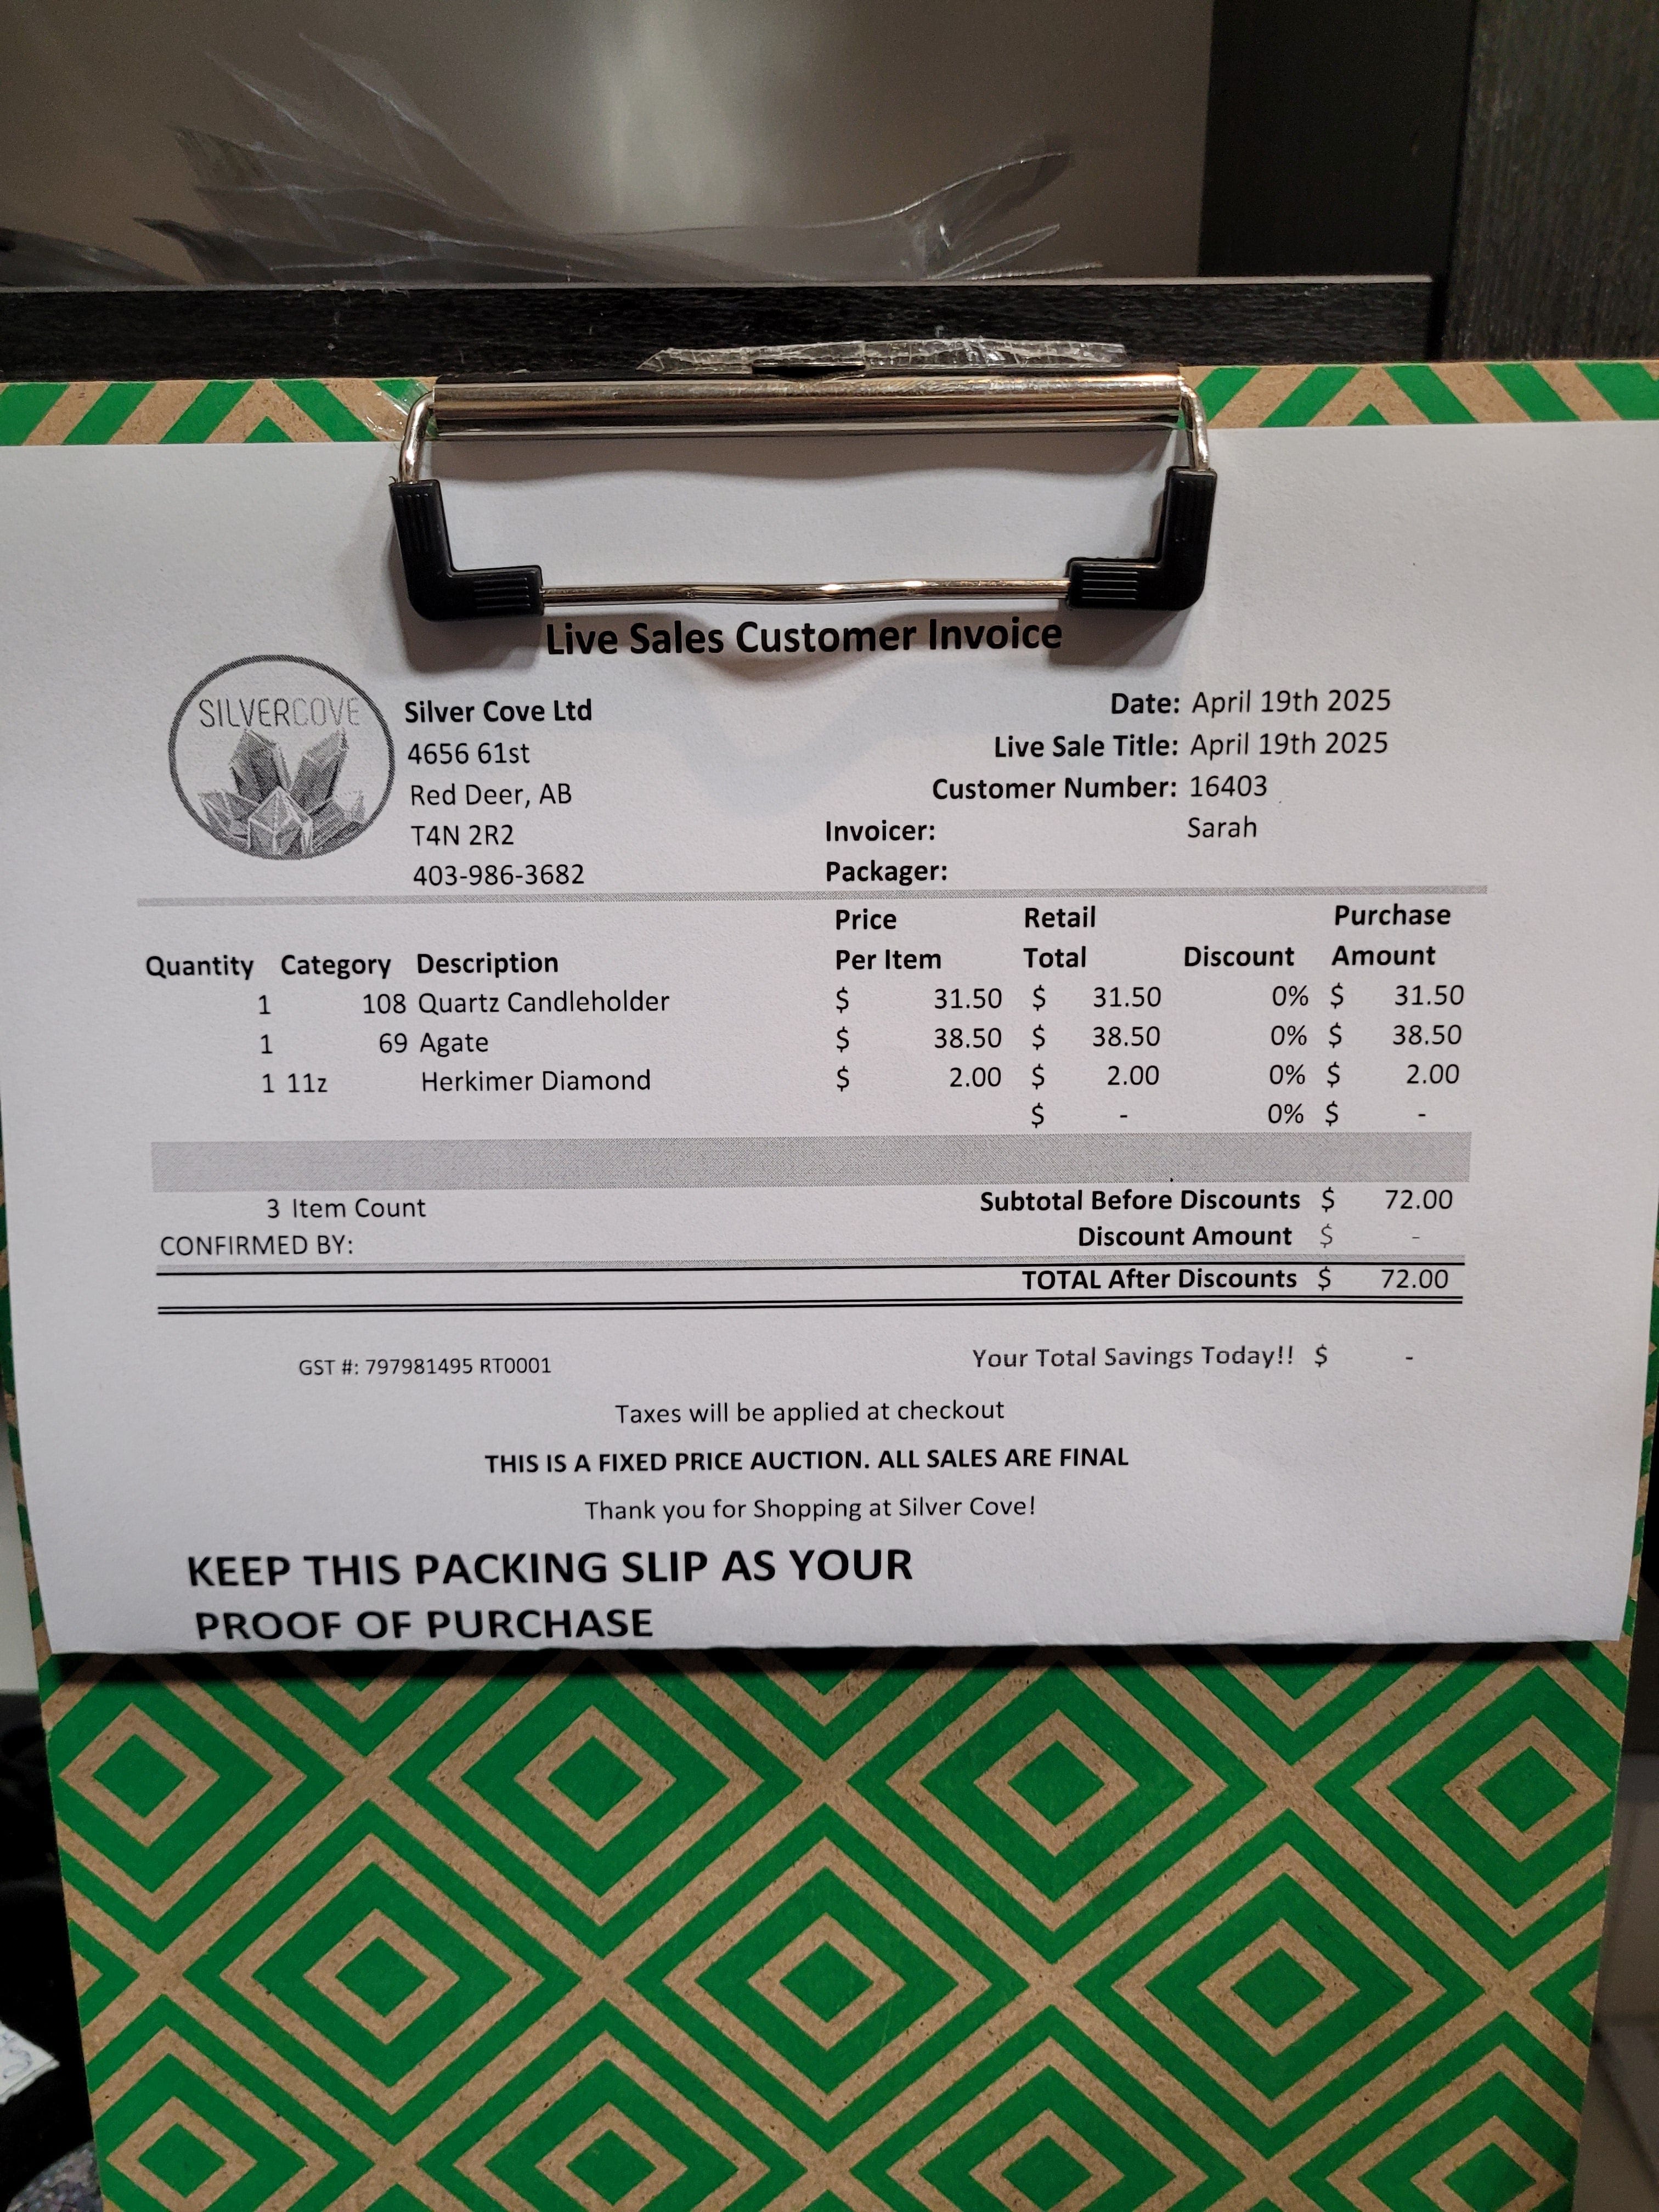 Live Sales Customer Invoice
SILVERCOVE
Silver Cove Ltd
4656 61st
Red Deer, AB
T4N 2R2
403-986-3682
Date: April 19th 2025
Live Sale Title: April 19th 2025
Customer Number: 16403
Invoicer: Sarah
Packager:
Quantity Category Description Price Per Item Retail Total Discount Purchase Amount
1 108 Quartz Candleholder $ 31.50 $ 31.50 0% $ 31.50
1 69 Agate $ 38.50 $ 38.50 0% $ 38.50
1 11z Herkimer Diamond $ 2.00 $ 2.00 0% $ 2.00
$ - 0% $ -
3 Item Count Subtotal Before Discounts $ 72.00
CONFIRMED BY: Discount Amount $ -
TOTAL After Discounts $ 72.00
GST #: 797981495 RT0001 Your Total Savings Today!! $ -
Taxes will be applied at checkout
THIS IS A FIXED PRICE AUCTION. ALL SALES ARE FINAL
Thank you for Shopping at Silver Cove!
KEEP THIS PACKING SLIP AS YOUR
PROOF OF PURCHASE